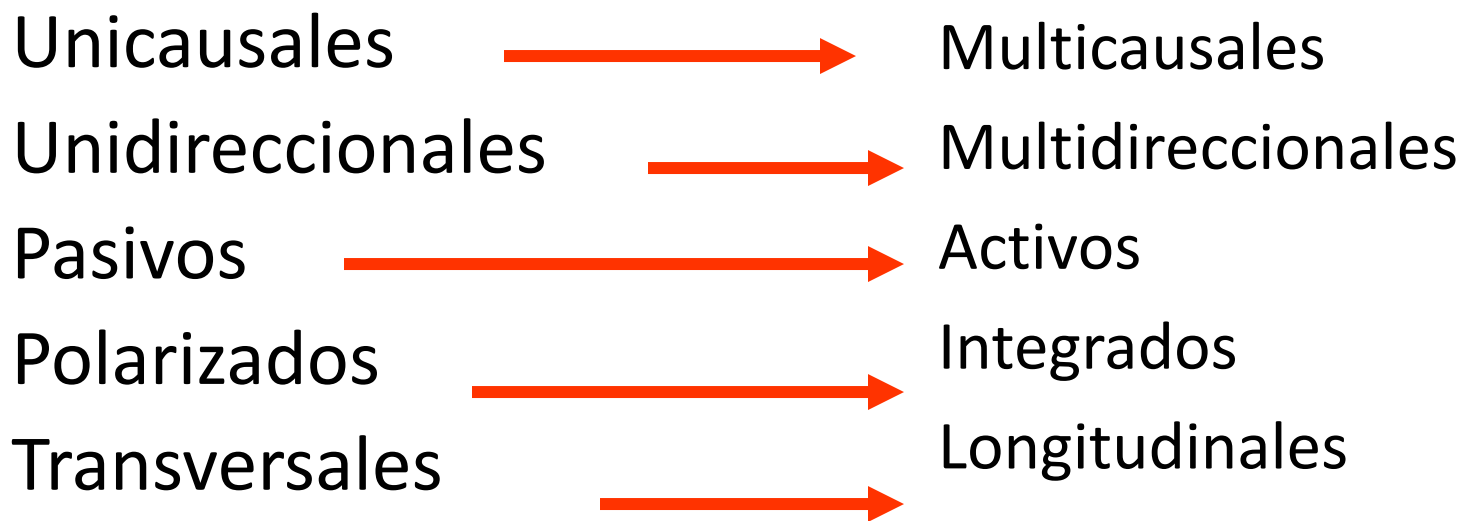 Unicausales Multicausales
Unidireccionales Multidireccionales
Pasivos Activos
Polarizados Integrados
Transversales Longitudinales